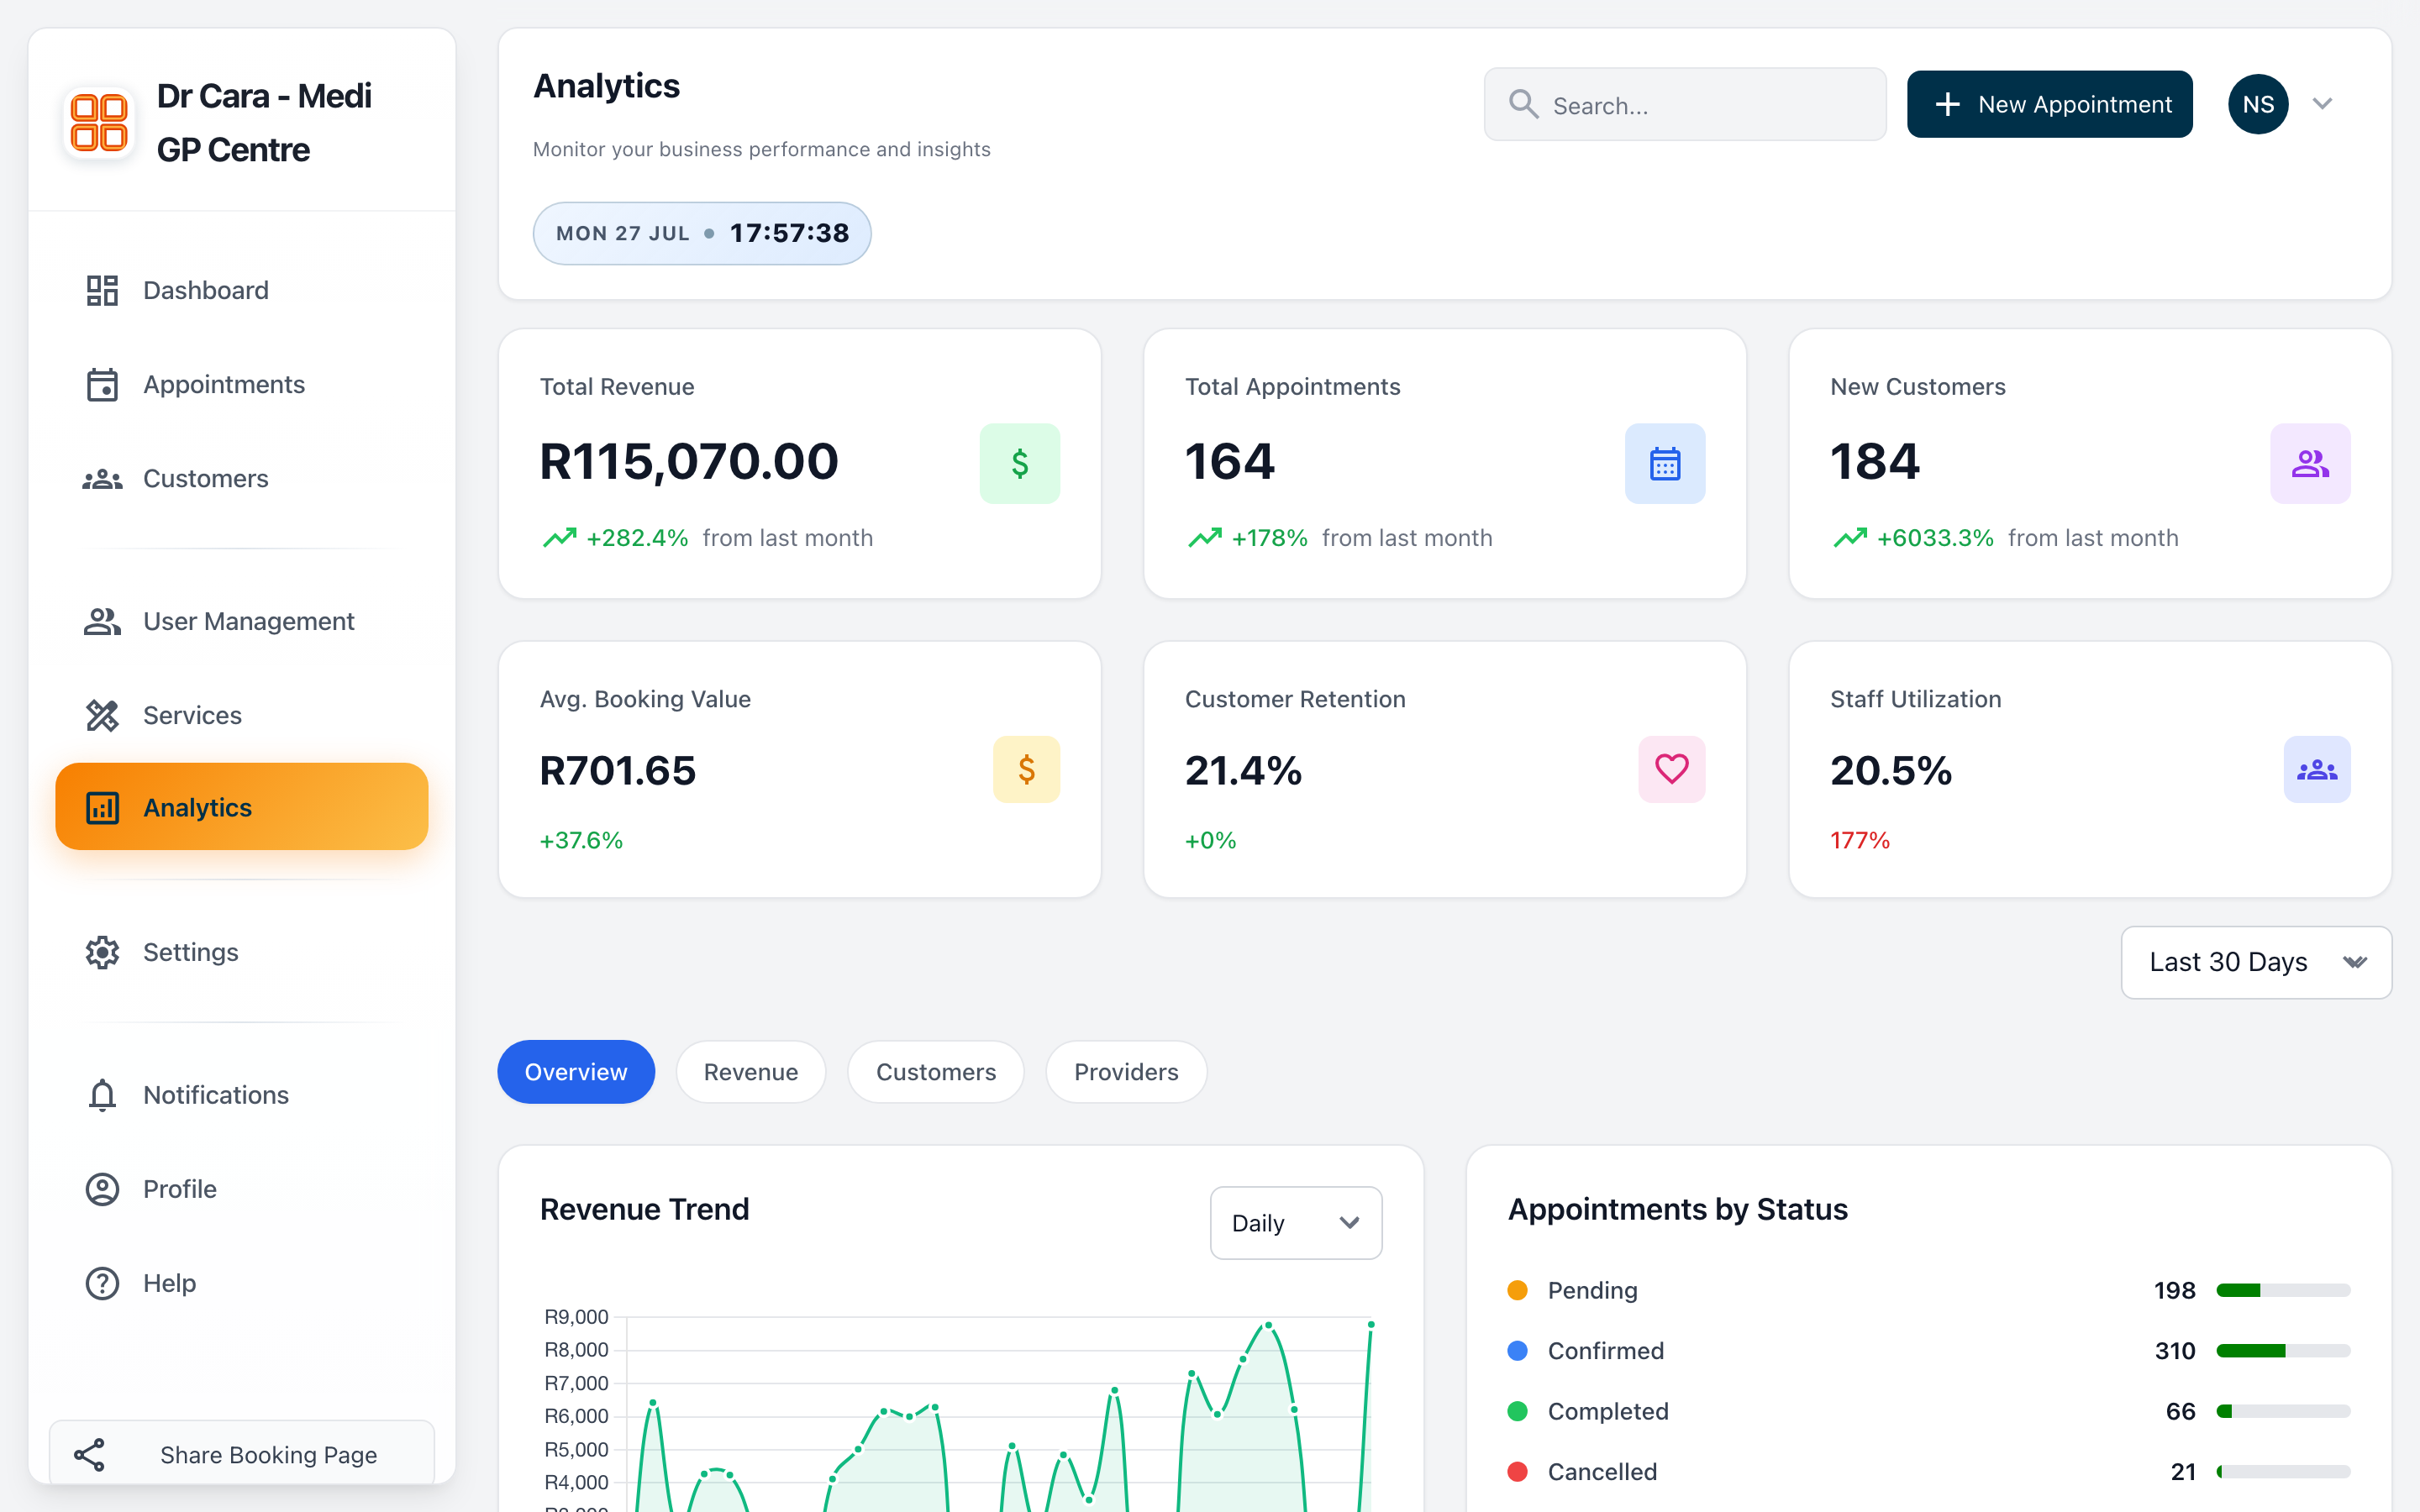 Dr Cara - Medi
GP Centre
Dashboard
Appointments
Customers
User Management
Services
Analytics
Settings
Notifications
Profile
Help
Share Booking Page
Analytics
Monitor your business performance and insights
MON 27 JUL • 17:57:38
Search...
+ New Appointment
NS
Total Revenue
R115,070.00
$
+282.4% from last month
Total Appointments
164
+178% from last month
New Customers
184
+6033.3% from last month
Avg. Booking Value
R701.65
$
+37.6%
Customer Retention
21.4%
+0%
Staff Utilization
20.5%
177%
Last 30 Days
Overview
Revenue
Customers
Providers
Revenue Trend
Daily
R9,000
R8,000
R7,000
R6,000
R5,000
R4,000
Appointments by Status
Pending 198
Confirmed 310
Completed 66
Cancelled 21